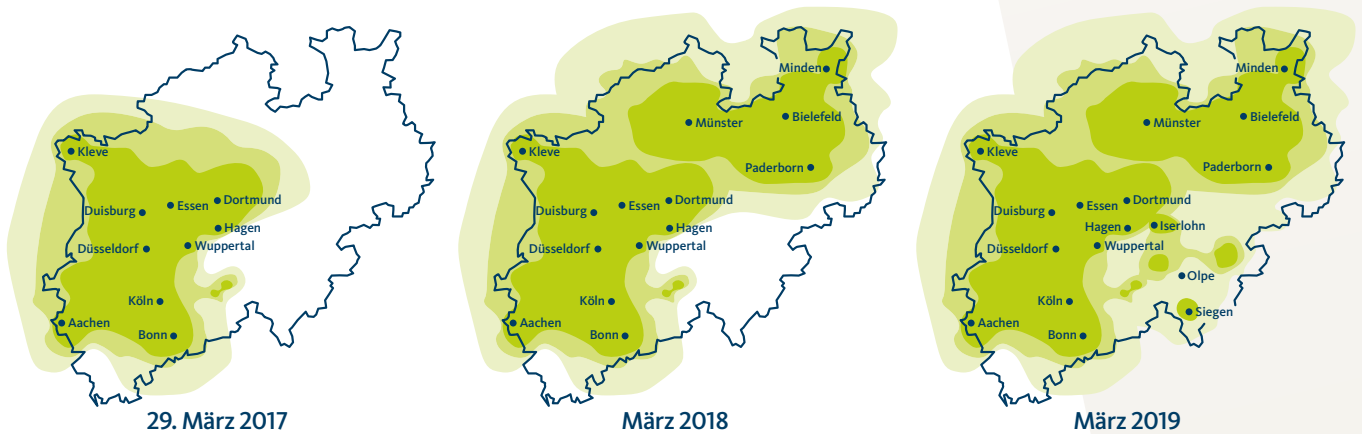 Kleve
Dortmund
Essen
Duisburg
Hagen
Wuppertal
Düsseldorf
Köln
Aachen
Bonn
29. März 2017
Minden
Münster
Bielefeld
Kleve
Paderborn
Dortmund
Essen
Duisburg
Hagen
Wuppertal
Düsseldorf
Köln
Aachen
Bonn
März 2018
Minden
Münster
Bielefeld
Kleve
Paderborn
Dortmund
Essen
Duisburg
Iserlohn
Hagen
Wuppertal
Düsseldorf
Olpe
Köln
Siegen
Aachen
Bonn
März 2019